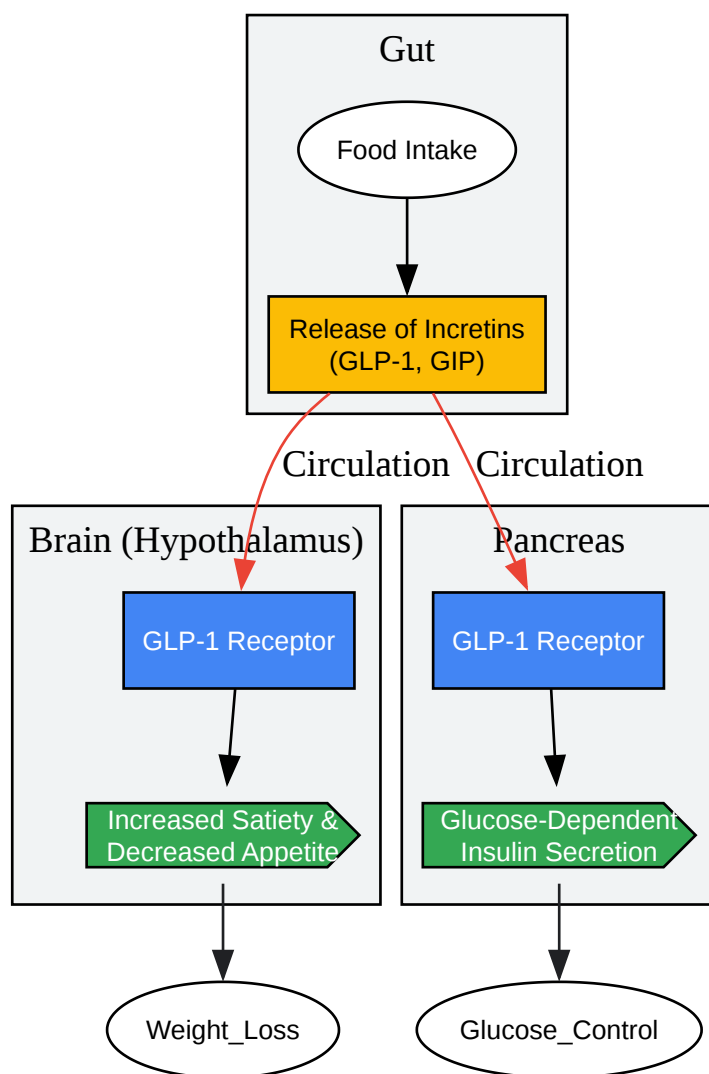 Gut
Food Intake
Release of Incretins
(GLP-1, GIP)
Circulation
Circulation
Brain (Hypothalamus)
Pancreas
GLP-1 Receptor
GLP-1 Receptor
Increased Satiety &
Decreased Appetite
Glucose-Dependent
Insulin Secretion
Weight_Loss
Glucose_Control